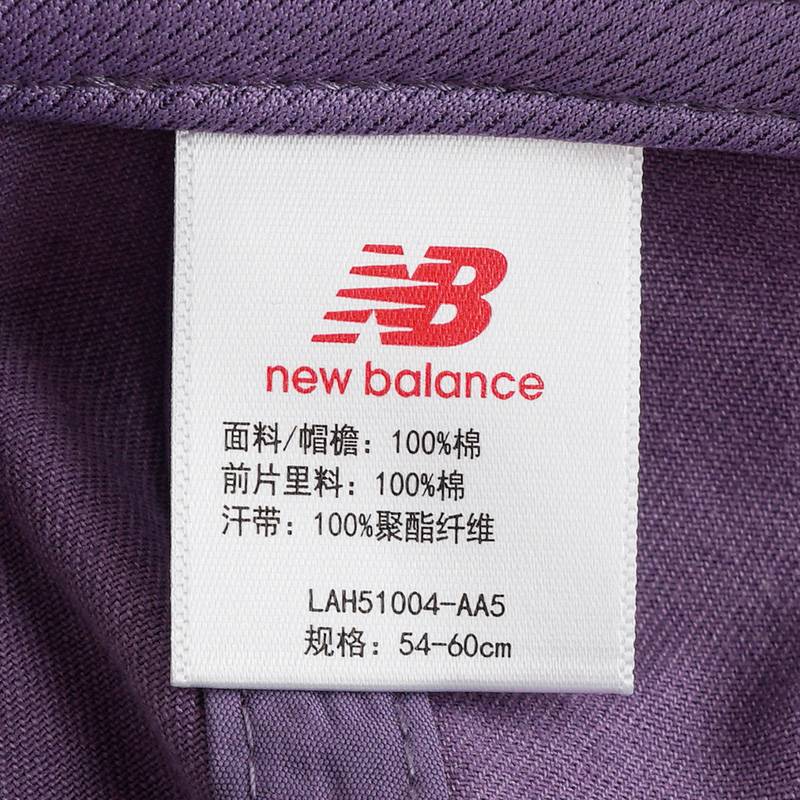 NB
new balance
面料/帽檐：100%棉
前片里料：100%棉
汗带：100%聚酯纤维
LAH51004-AA5
规格：54-60cm